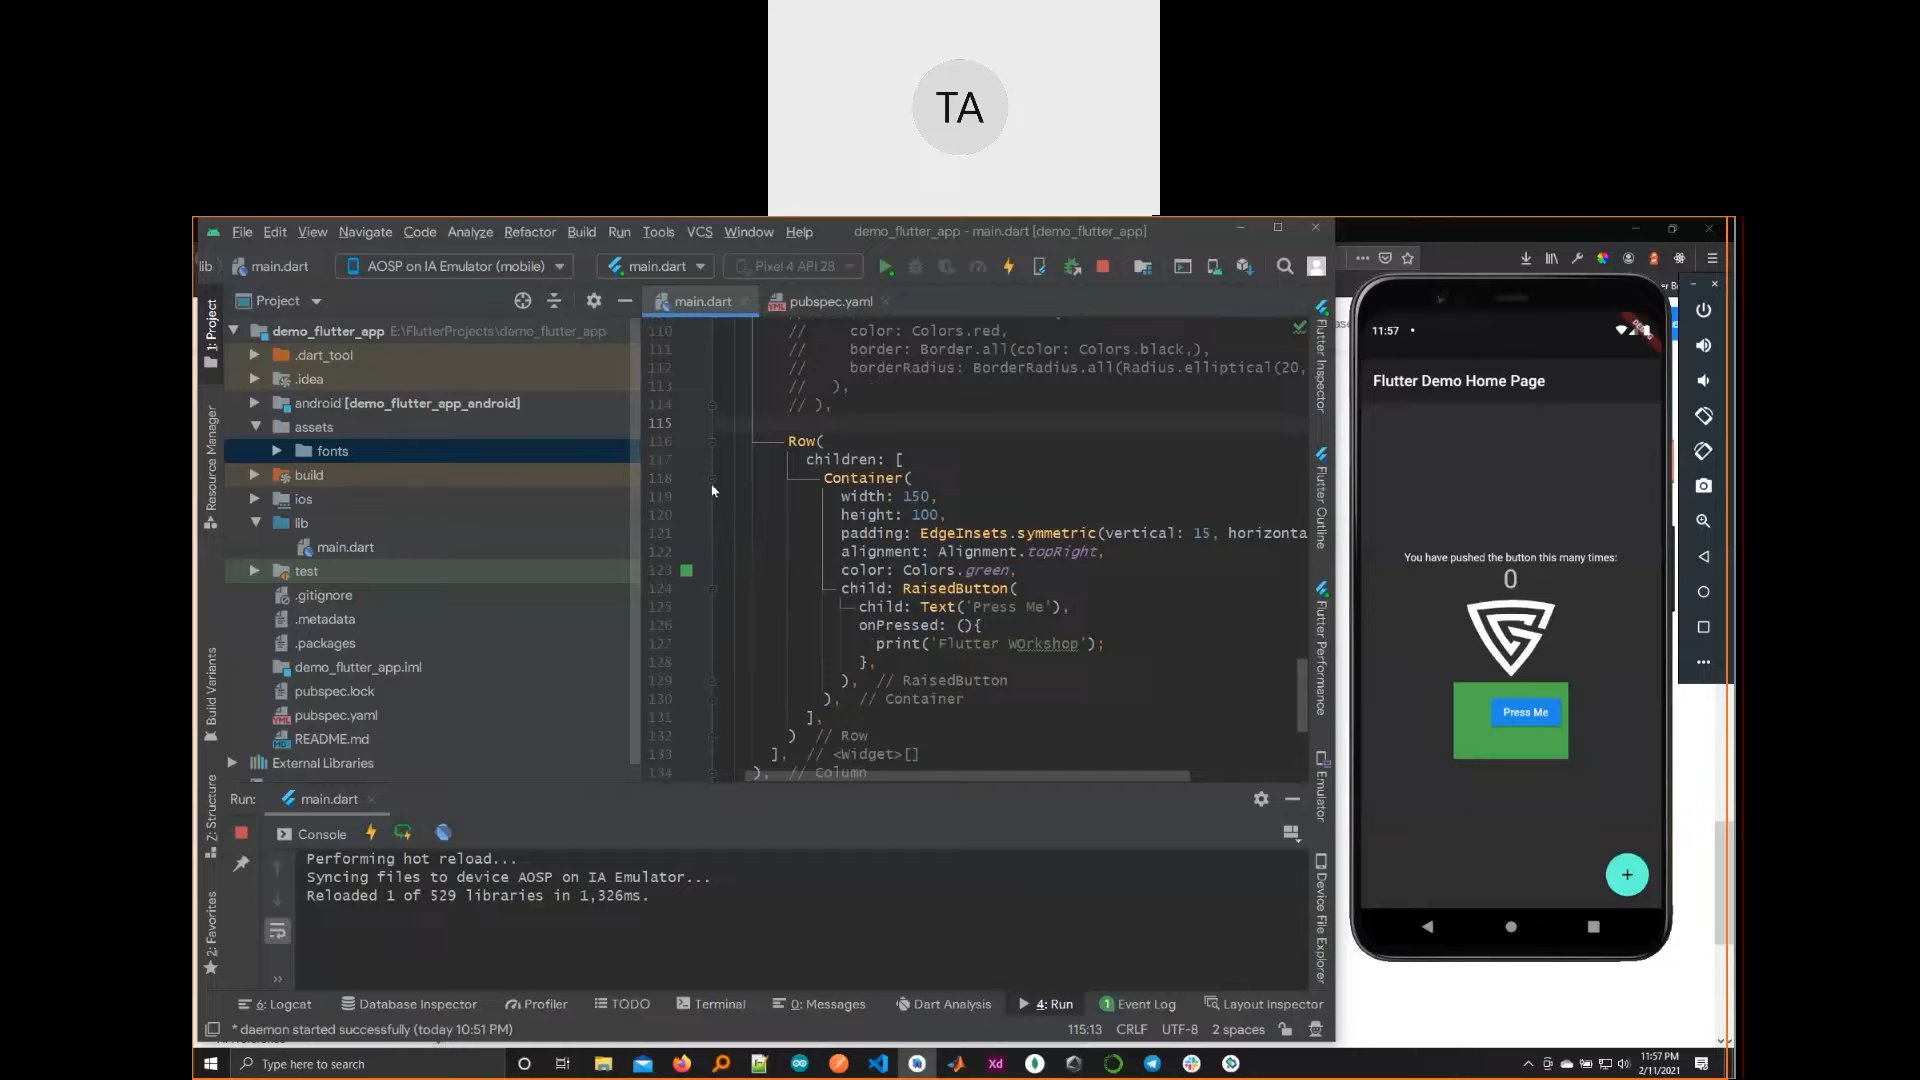 TA
File Edit View Navigate Code Analyze Refactor Build Run Tools VCS Window Help demo_flutter_app - main.dart [demo_flutter_app]
lib main.dart AOSP on IA Emulator (mobile) main.dart Pixel 4 API 28
Project main.dart pubspec.yaml
demo_flutter_app E:\FlutterProjects\demo_flutter_app
.dart_tool
.idea
android [demo_flutter_app_android]
assets
fonts
build
ios
lib
main.dart
test
.gitignore
.metadata
.packages
demo_flutter_app.iml
pubspec.lock
pubspec.yaml
README.md
External Libraries
1: Project
Resource Manager
Build Variants
Z: Structure
2: Favorites
110 // color: Colors.red,
111 // border: Border.all(color: Colors.black,),
112 // borderRadius: BorderRadius.all(Radius.elliptical(20,
113 // ),
114 // ),
115
116 Row(
117 children: [
118 Container(
119 width: 150,
120 height: 100,
121 padding: EdgeInsets.symmetric(vertical: 15, horizonta
122 alignment: Alignment.topRight,
123 color: Colors.green,
124 child: RaisedButton(
125 child: Text('Press Me'),
126 onPressed: (){
127 print('Flutter WOrkshop');
128 },
129 ), // RaisedButton
130 ), // Container
131 ],
132 ) // Row
133 ], // <Widget>[]
134 ), // Column
Flutter Inspector
Flutter Outline
Flutter Performance
Emulator
Device File Explorer
11:57
Flutter Demo Home Page
You have pushed the button this many times:
0
Press Me
+
Run: main.dart
Console
Performing hot reload...
Syncing files to device AOSP on IA Emulator...
Reloaded 1 of 529 libraries in 1,326ms.
6: Logcat Database Inspector Profiler TODO Terminal 0: Messages Dart Analysis 4: Run 1 Event Log Layout Inspector
* daemon started successfully (today 10:51 PM) 115:13 CRLF UTF-8 2 spaces
Type here to search
Xd
11:57 PM
2/11/2021